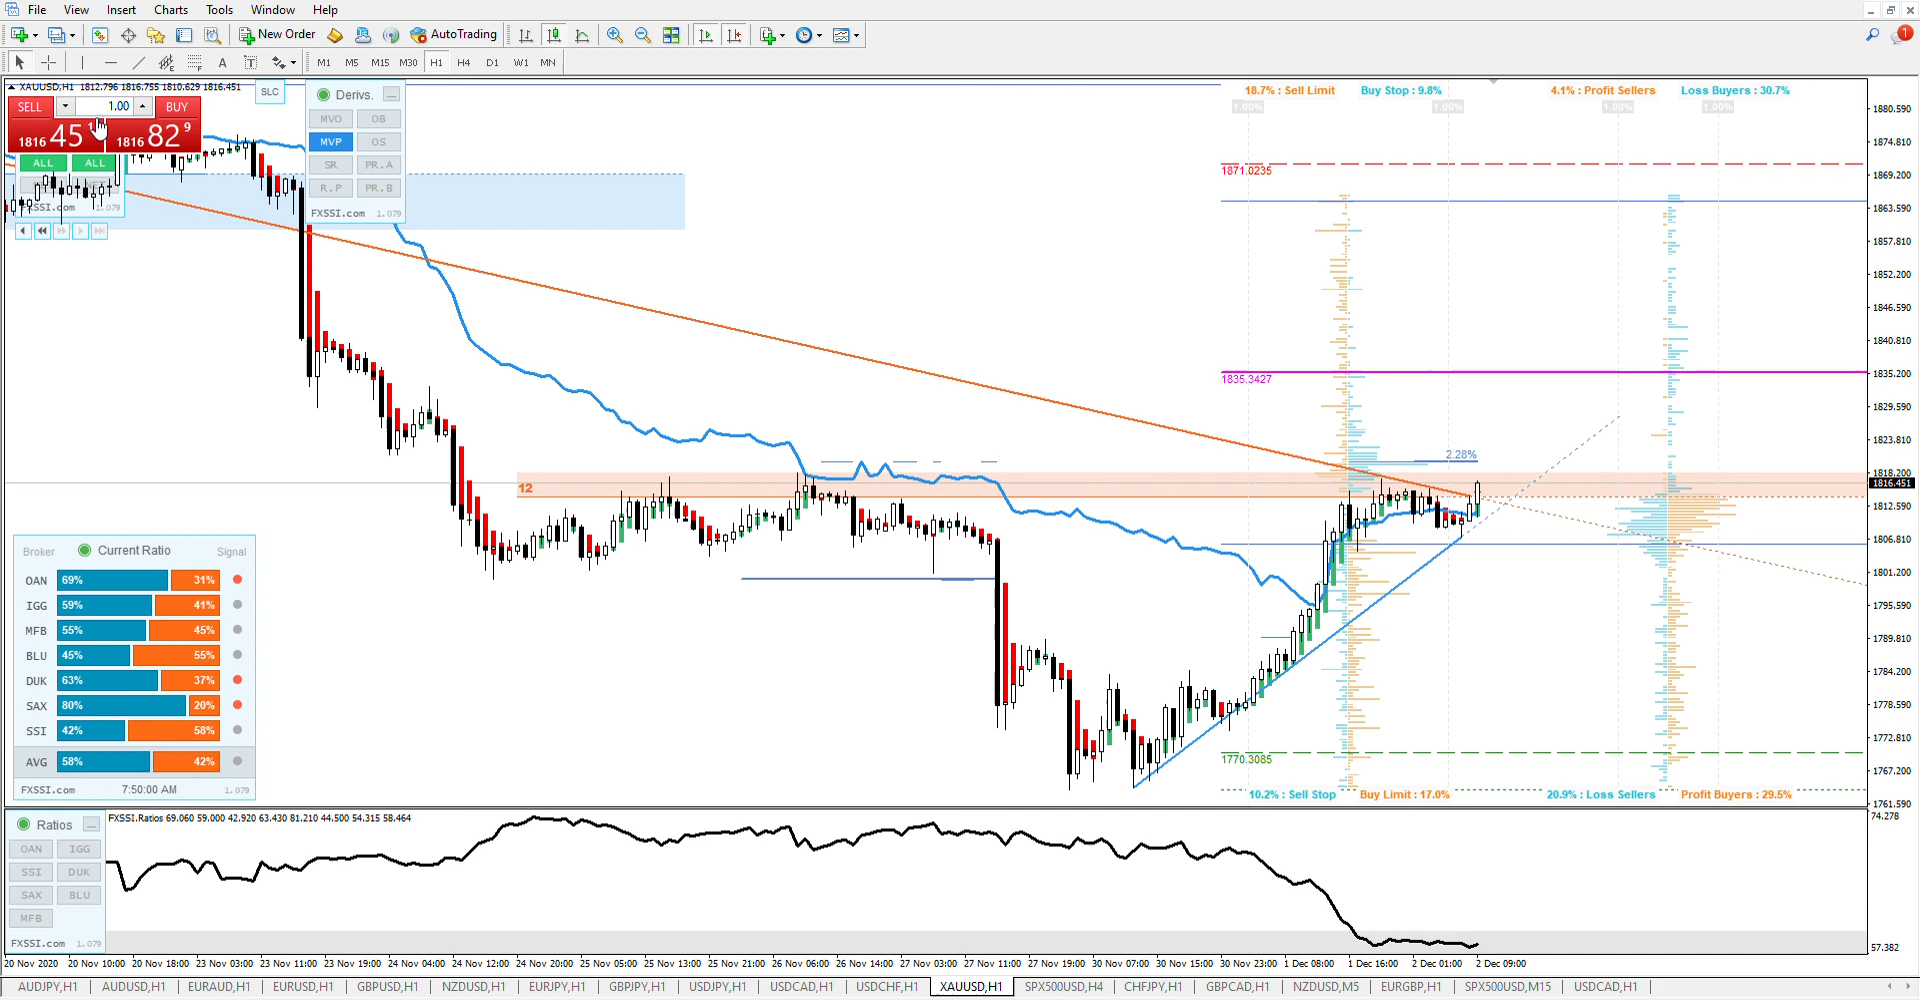 File View Insert Charts Tools Window Help
New Order AutoTrading
A T M1 M5 M15 M30 H1 H4 D1 W1 MN
XAUUSD,H1 1812.796 1816.755 1810.629 1816.451
SLC
SELL 1.00 BUY
1816 45 1 1816 82 9
ALL ALL
FXSSI.com 1.079
Derivs.
MVO OB
MVP OS
SR PR.A
R.P PR.B
FXSSI.com 1.079
18.7% : Sell Limit Buy Stop : 9.8% 4.1% : Profit Sellers Loss Buyers : 30.7%
1.00% 1.00% 1.00% 1.00%
1871.0235
1835.3427
2.28%
12
1770.3085
10.2% : Sell Stop Buy Limit : 17.0% 20.9% : Loss Sellers Profit Buyers : 29.5%
1880.590
1874.810
1869.200
1863.590
1857.810
1852.200
1846.590
1840.810
1835.200
1829.590
1823.810
1818.200
1816.451
1812.590
1806.810
1801.200
1795.590
1789.810
1784.200
1778.590
1772.810
1767.200
1761.590
Broker Current Ratio Signal
OAN 69% 31%
IGG 59% 41%
MFB 55% 45%
BLU 45% 55%
DUK 63% 37%
SAX 80% 20%
SSI 42% 58%
AVG 58% 42%
FXSSI.com 7:50:00 AM 1.079
Ratios
OAN IGG
SSI DUK
SAX BLU
MFB
FXSSI.com 1.079
FXSSI.Ratios 69.060 59.000 42.920 63.430 81.210 44.500 54.315 58.464
74.278
57.382
20 Nov 2020 20 Nov 10:00 20 Nov 18:00 23 Nov 03:00 23 Nov 11:00 23 Nov 19:00 24 Nov 04:00 24 Nov 12:00 24 Nov 20:00 25 Nov 05:00 25 Nov 13:00 25 Nov 21:00 26 Nov 06:00 26 Nov 14:00 27 Nov 03:00 27 Nov 11:00 27 Nov 19:00 30 Nov 07:00 30 Nov 15:00 30 Nov 23:00 1 Dec 08:00 1 Dec 16:00 2 Dec 01:00 2 Dec 09:00
AUDJPY,H1 AUDUSD,H1 EURAUD,H1 EURUSD,H1 GBPUSD,H1 NZDUSD,H1 EURJPY,H1 GBPJPY,H1 USDJPY,H1 USDCAD,H1 USDCHF,H1 XAUUSD,H1 SPX500USD,H4 CHFJPY,H1 GBPCAD,H1 NZDUSD,M5 EURGBP,H1 SPX500USD,M15 USDCAD,H1